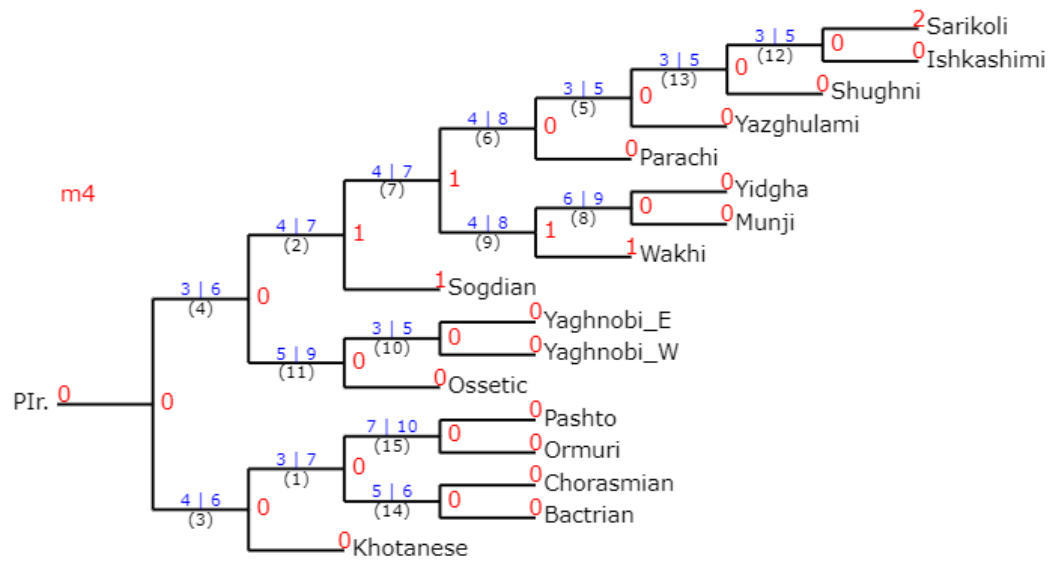 2 Sarikoli
3 | 5
(12)
0
0 Ishkashimi
3 | 5
(13)
0
0 Shughni
3 | 5
(5)
0
0 Yazghulami
4 | 8
(6)
0
0 Parachi
4 | 7
(7)
1
m4
6 | 9
(8)
0
0 Yidgha
0 Munji
4 | 8
(9)
1
1 Wakhi
4 | 7
(2)
1
1 Sogdian
3 | 6
(4)
0
3 | 5
(10)
0
0 Yaghnobi_E
0 Yaghnobi_W
5 | 9
(11)
0
0 Ossetic
PIr. 0
0
7 | 10
(15)
0
0 Pashto
0 Ormuri
3 | 7
(1)
0
5 | 6
(14)
0
0 Chorasmian
0 Bactrian
4 | 6
(3)
0
0 Khotanese